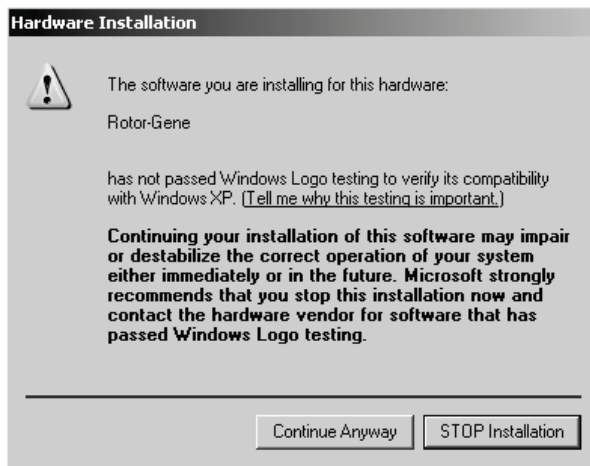 Hardware Installation
The software you are installing for this hardware:
Rotor-Gene
has not passed Windows Logo testing to verify its compatibility
with Windows XP. (Tell me why this testing is important.)
Continuing your installation of this software may impair
or destabilize the correct operation of your system
either immediately or in the future. Microsoft strongly
recommends that you stop this installation now and
contact the hardware vendor for software that has
passed Windows Logo testing.
Continue Anyway
STOP Installation